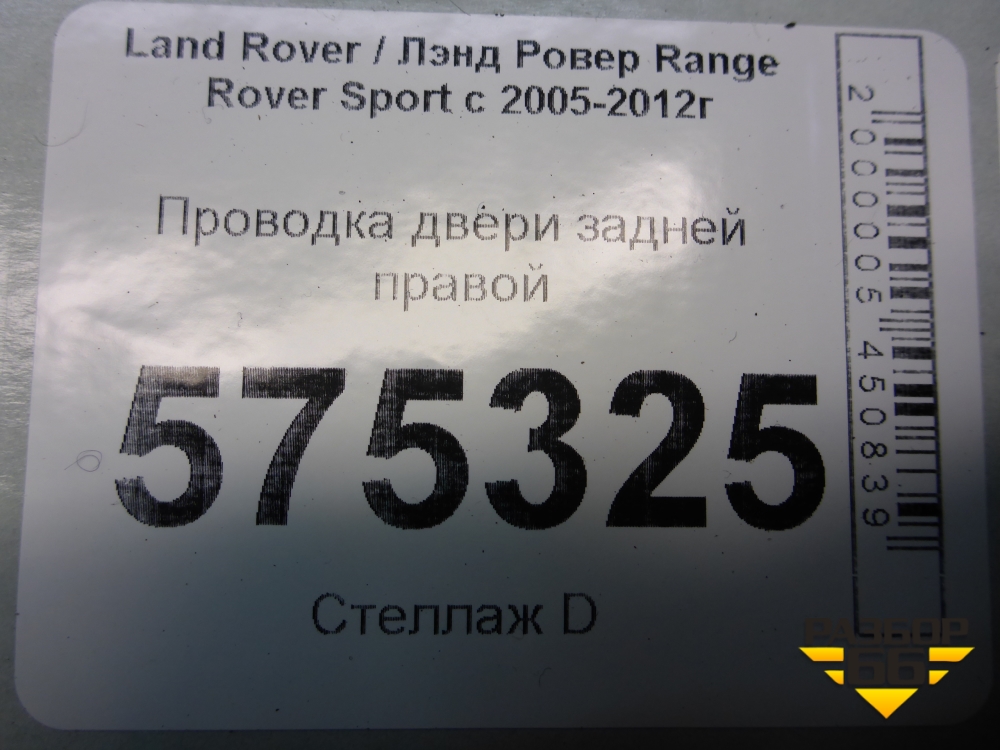 Land Rover / Лэнд Ровер Range
Rover Sport с 2005-2012г
Проводка двери задней
правой
575325
Стеллаж D
2000005450839
РАЗБОР
66